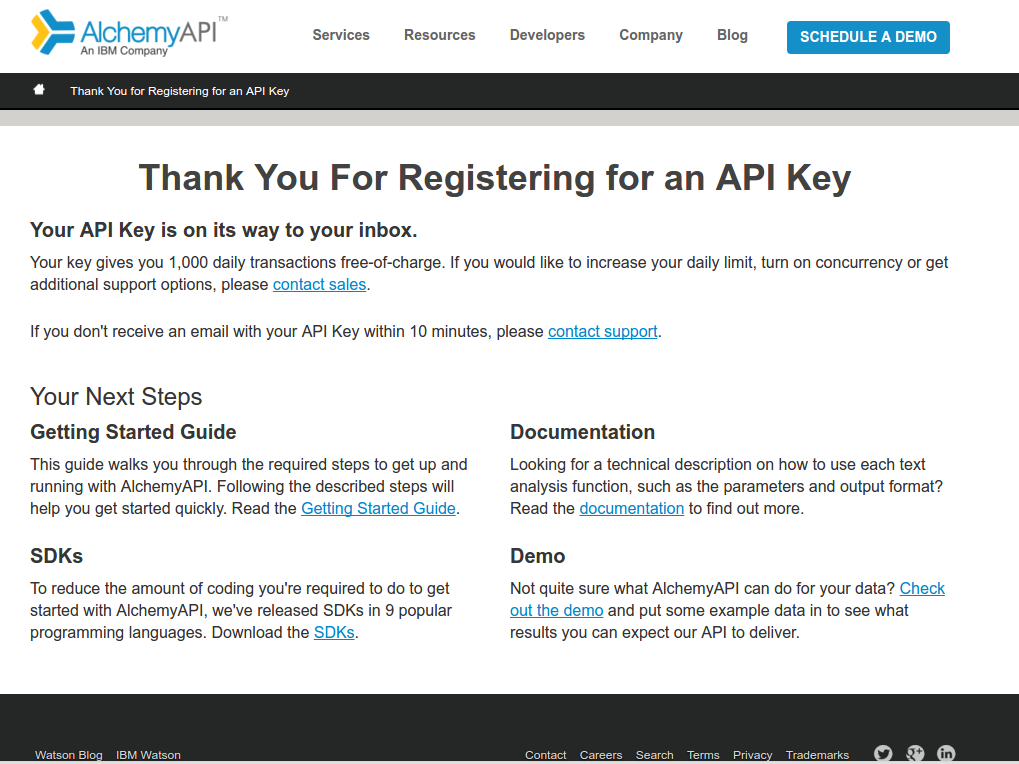 AlchemyAPI™
An IBM Company
Services Resources Developers Company Blog SCHEDULE A DEMO
Thank You for Registering for an API Key
Thank You For Registering for an API Key
Your API Key is on its way to your inbox.
Your key gives you 1,000 daily transactions free-of-charge. If you would like to increase your daily limit, turn on concurrency or get
additional support options, please contact sales.
If you don't receive an email with your API Key within 10 minutes, please contact support.
Your Next Steps
Getting Started Guide
This guide walks you through the required steps to get up and
running with AlchemyAPI. Following the described steps will
help you get started quickly. Read the Getting Started Guide.
Documentation
Looking for a technical description on how to use each text
analysis function, such as the parameters and output format?
Read the documentation to find out more.
SDKs
To reduce the amount of coding you're required to do to get
started with AlchemyAPI, we've released SDKs in 9 popular
programming languages. Download the SDKs.
Demo
Not quite sure what AlchemyAPI can do for your data? Check
out the demo and put some example data in to see what
results you can expect our API to deliver.
Watson Blog IBM Watson Contact Careers Search Terms Privacy Trademarks